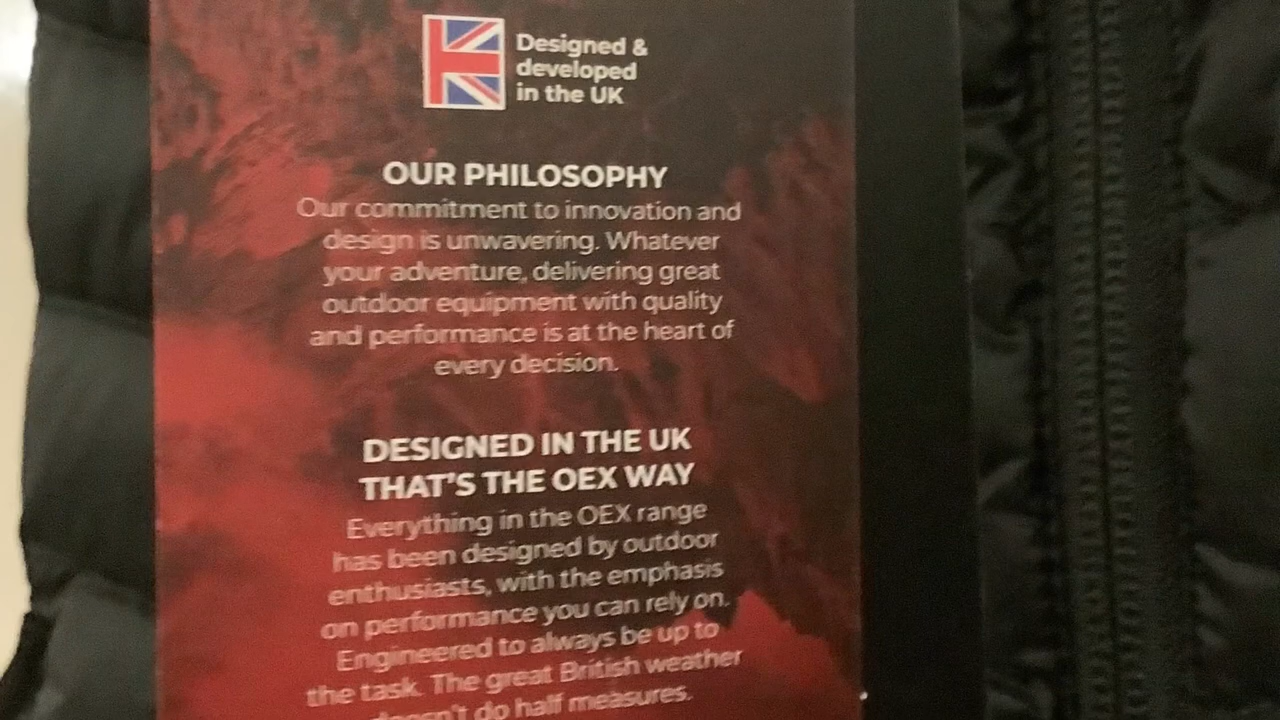 Designed &
developed
in the UK
OUR PHILOSOPHY
Our commitment to innovation and
design is unwavering. Whatever
your adventure, delivering great
outdoor equipment with quality
and performance is at the heart of
every decision.
DESIGNED IN THE UK
THAT'S THE OEX WAY
Everything in the OEX range
has been designed by outdoor
enthusiasts, with the emphasis
on performance you can rely on.
Engineered to always be up to
the task. The great British weather
doesn't do half measures.